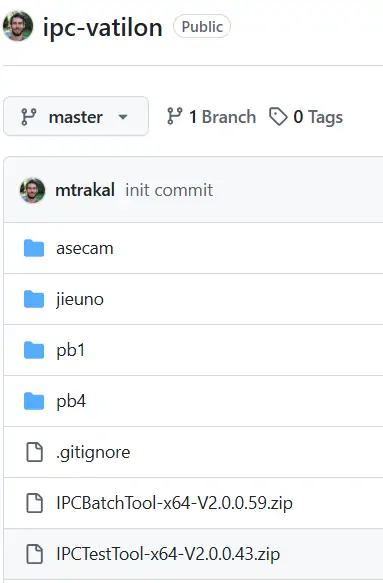 ipc-vatilon Public
master 1 Branch 0 Tags
mtrakal init commit
asecam
jieuno
pb1
pb4
.gitignore
IPCBatchTool-x64-V2.0.0.59.zip
IPCTestTool-x64-V2.0.0.43.zip